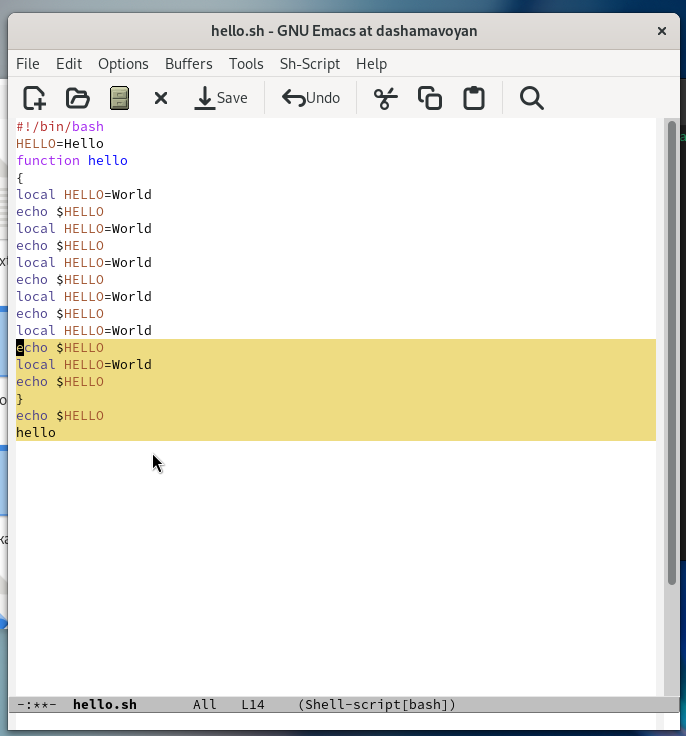 hello.sh - GNU Emacs at dashamavoyan
File Edit Options Buffers Tools Sh-Script Help
Save Undo
#!/bin/bash
HELLO=Hello
function hello
{
local HELLO=World
echo $HELLO
local HELLO=World
echo $HELLO
local HELLO=World
echo $HELLO
local HELLO=World
echo $HELLO
local HELLO=World
echo $HELLO
local HELLO=World
echo $HELLO
}
echo $HELLO
hello
-:**- hello.sh All L14 (Shell-script[bash])